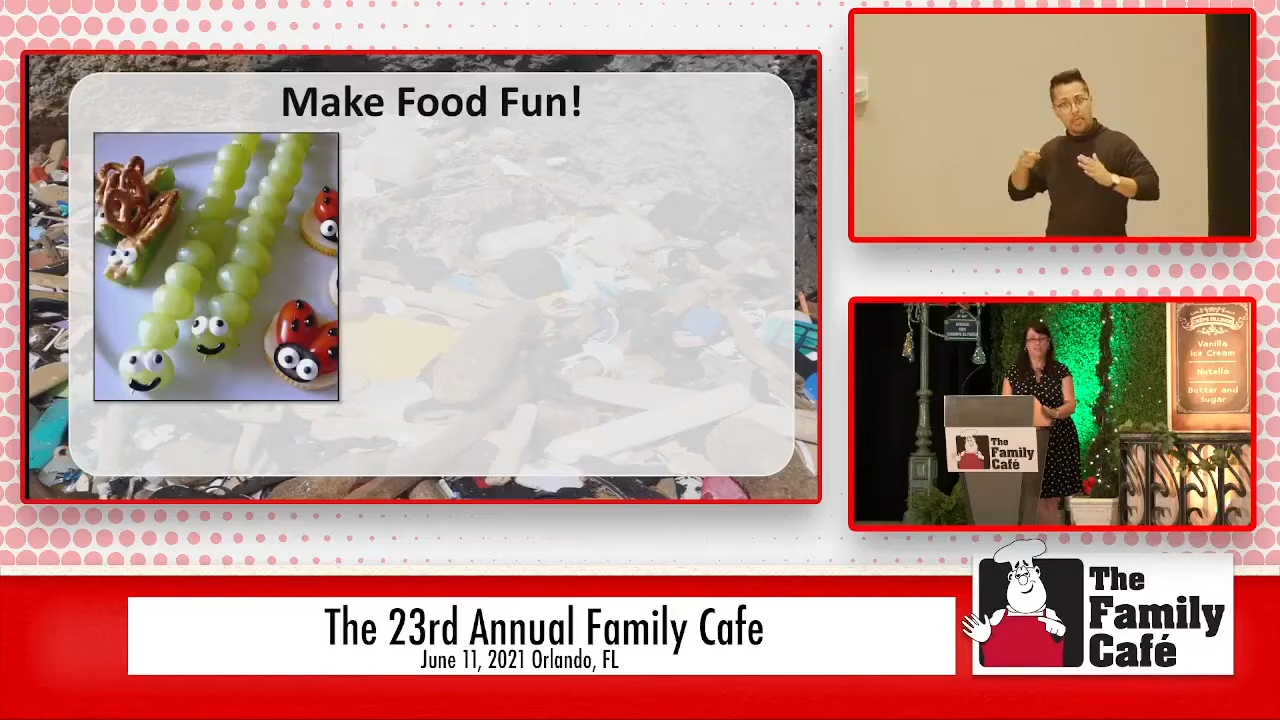 Make Food Fun!
Vanilla
Ice Cream
Nutella
Butter and
Sugar
The
Family
Café
The 23rd Annual Family Cafe
June 11, 2021 Orlando, FL
The
Family
Café